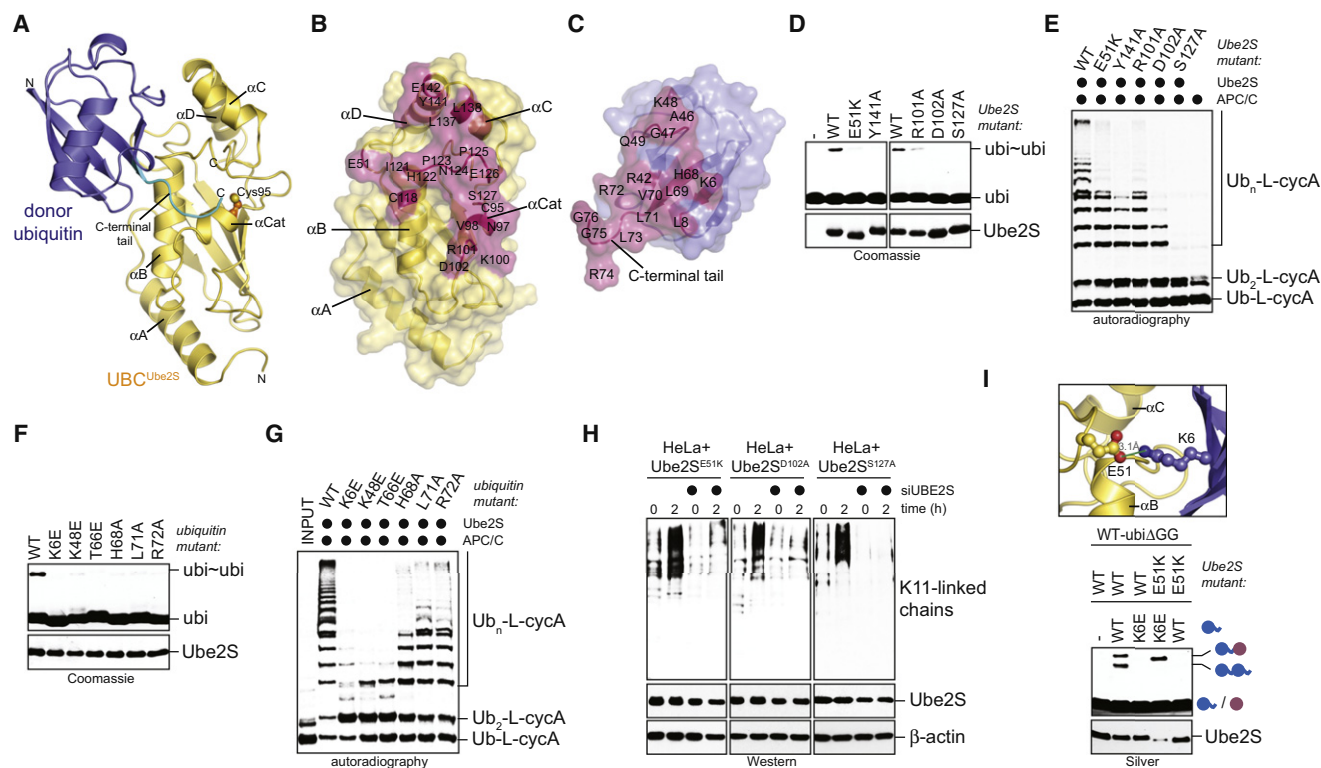 A
N
αC
αD
C
C
Cys95
donor
ubiquitin
C-terminal
tail
αCat
αB
αA
UBC^Ube2S
N
B
E142
Y141
L138
L137
αD
αC
E51
I121
P123
P125
H122
N124
E126
C118
S127
C95
αCat
αB
V98
N97
R101
D102
K100
αA
C
K48
A46
G47
Q49
R42
H68
K6
R72
V70
L69
G76
L71
L8
G75
L73
R74
C-terminal tail
D
- WT E51K Y141A WT R101A D102A S127A
Ube2S
mutant:
ubi~ubi
ubi
Ube2S
Coomassie
E
WT E51K Y141A R101A D102A S127A
Ube2S
mutant:
Ube2S
APC/C
Ubn-L-cycA
Ub2-L-cycA
Ub-L-cycA
autoradiography
F
WT K6E K48E T66E H68A L71A R72A
ubiquitin
mutant:
ubi~ubi
ubi
Ube2S
Coomassie
G
INPUT WT K6E K48E T66E H68A L71A R72A
ubiquitin
mutant:
Ube2S
APC/C
Ubn-L-cycA
Ub2-L-cycA
Ub-L-cycA
autoradiography
H
HeLa+ HeLa+ HeLa+
Ube2S^E51K Ube2S^D102A Ube2S^S127A
siUBE2S
0 2 0 2 0 2 0 2 0 2 0 2 time (h)
K11-linked
chains
Ube2S
β-actin
Western
I
αC
K6
3.1Å
E51
αB
WT-ubiΔGG
WT WT WT E51K E51K
Ube2S
mutant:
- WT K6E K6E WT
/
Ube2S
Silver